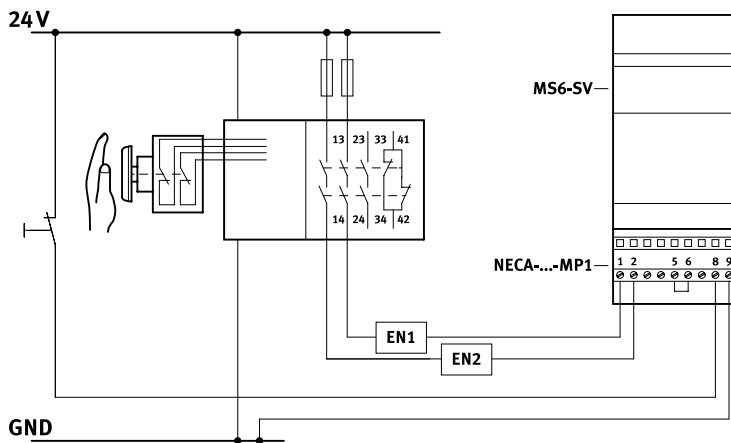 24 V
MS6-SV
13 23 33 41
14 24 34 42
NECA-...-MP1
1 2 5 6 8 9
EN1
EN2
GND